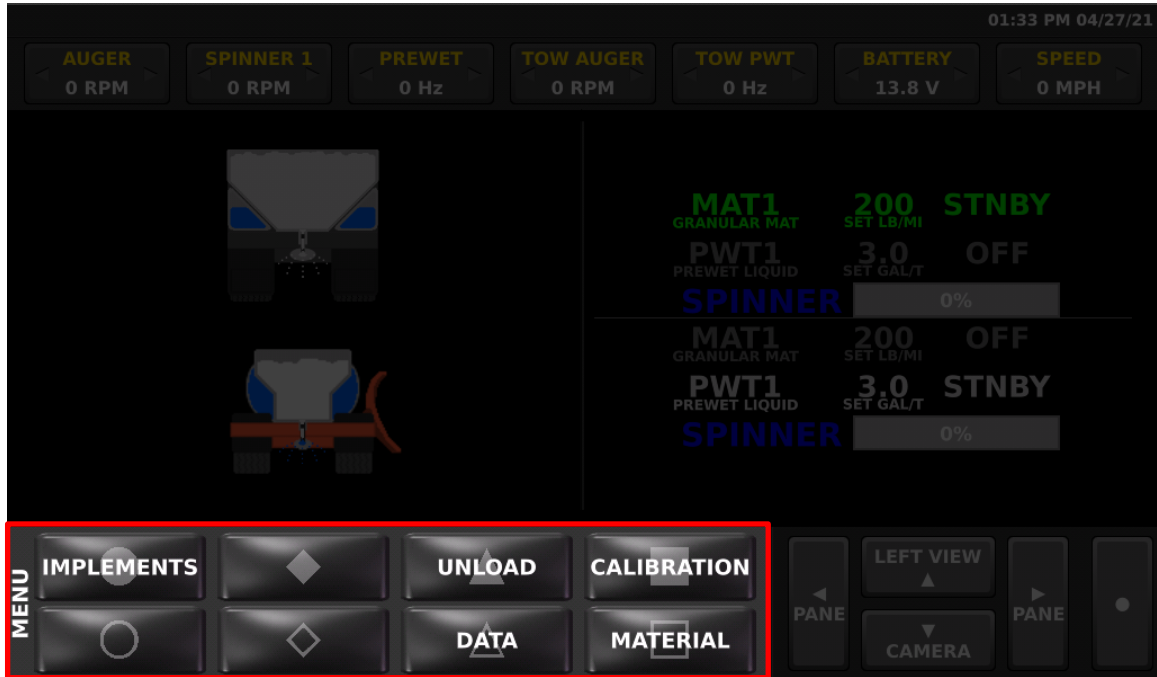 01:33 PM 04/27/21
AUGER SPINNER 1 PREWET TOW AUGER TOW PWT BATTERY SPEED
0 RPM 0 RPM 0 Hz 0 RPM 0 Hz 13.8 V 0 MPH
MAT1 200 STNBY
GRANULAR MAT SET LB/MI
PWT1 3.0 OFF
PREWET LIQUID SET GAL/T
SPINNER 0%
MAT1 200 OFF
GRANULAR MAT SET LB/MI
PWT1 3.0 STNBY
PREWET LIQUID SET GAL/T
SPINNER 0%
MENU
IMPLEMENTS UNLOAD CALIBRATION
DATA MATERIAL
LEFT VIEW
PANE PANE
CAMERA